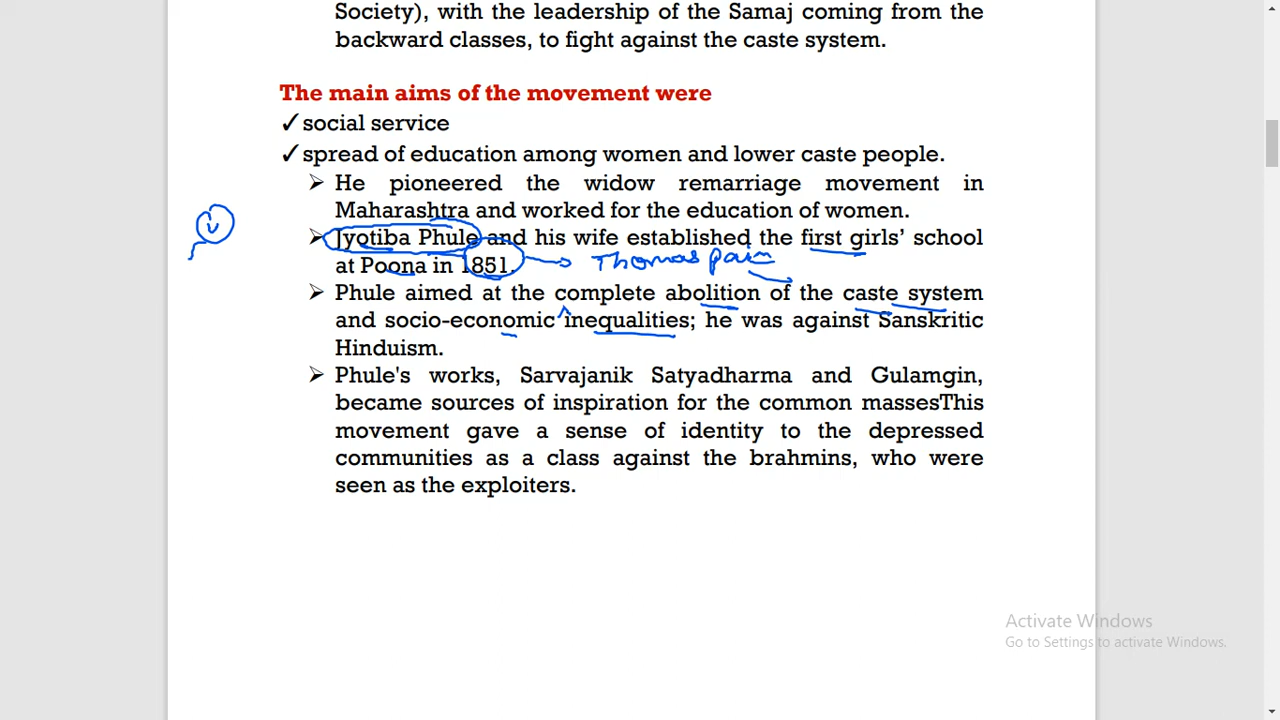 Society), with the leadership of the Samaj coming from the
backward classes, to fight against the caste system.
The main aims of the movement were
✓social service
✓spread of education among women and lower caste people.
➢ He pioneered the widow remarriage movement in
Maharashtra and worked for the education of women.
➢ Jyotiba Phule and his wife established the first girls’ school
at Poona in 1851. Thomas pain
➢ Phule aimed at the complete abolition of the caste system
and socio-economic inequalities; he was against Sanskritic
Hinduism.
➢ Phule's works, Sarvajanik Satyadharma and Gulamgin,
became sources of inspiration for the common massesThis
movement gave a sense of identity to the depressed
communities as a class against the brahmins, who were
seen as the exploiters.
Activate Windows
Go to Settings to activate Windows.